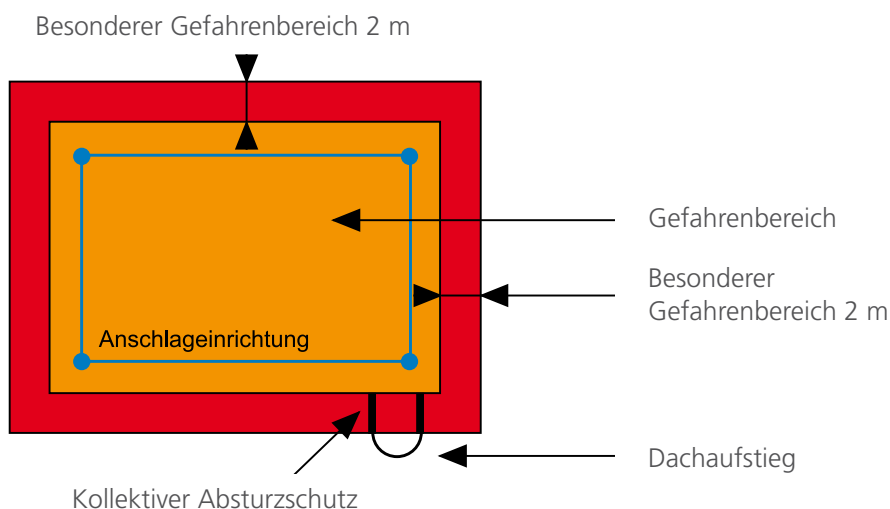 Besonderer Gefahrenbereich 2 m
Gefahrenbereich
Besonderer
Gefahrenbereich 2 m
Anschlageinrichtung
Dachaufstieg
Kollektiver Absturzschutz